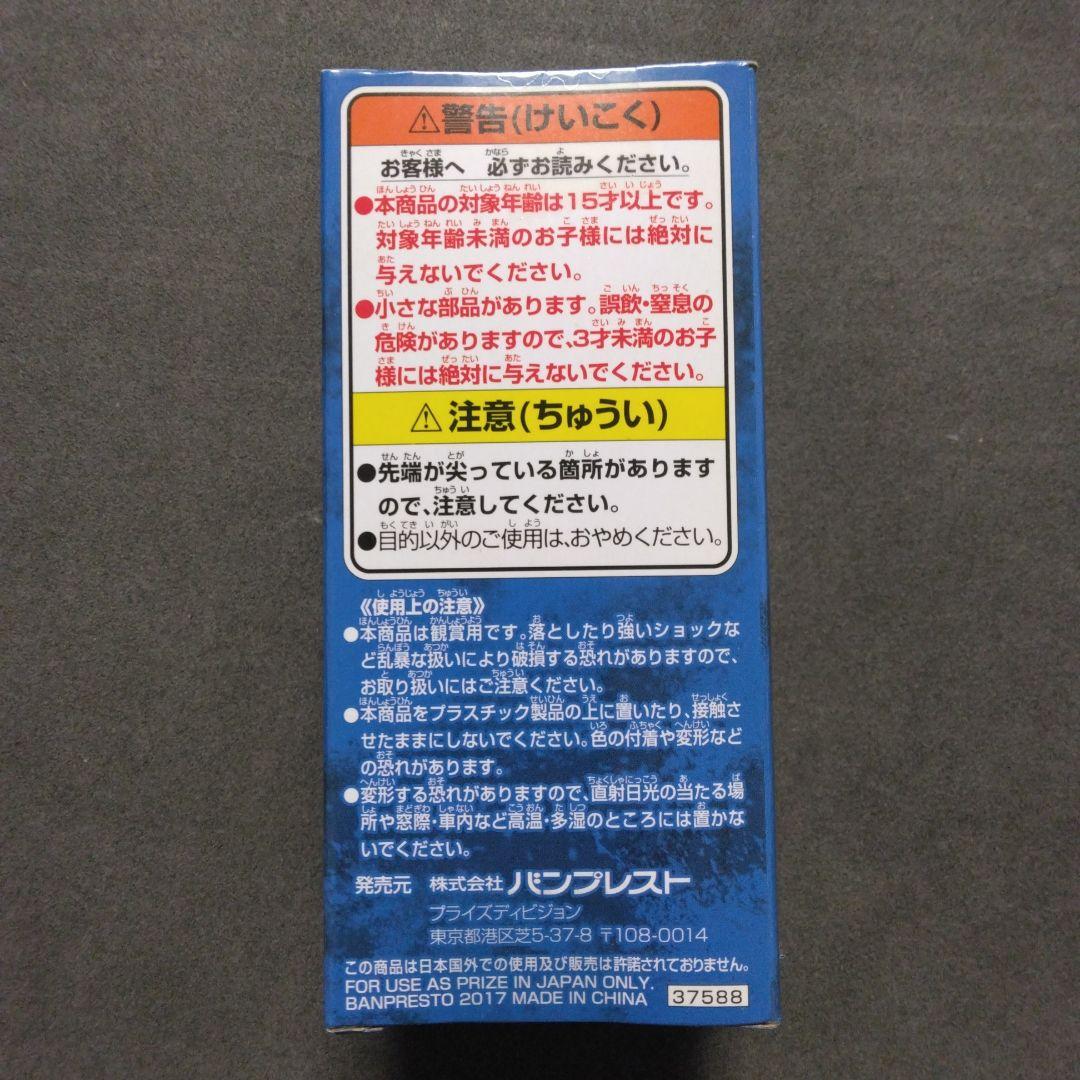 ⚠警告(けいこく)
お客様へ 必ずお読みください。
●本商品の対象年齢は15才以上です。
対象年齢未満のお子様には絶対に
与えないでください。
●小さな部品があります。誤飲・窒息の
危険がありますので、3才未満のお子
様には絶対に与えないでください。
⚠注意(ちゅうい)
●先端が尖っている箇所があります
ので、注意してください。
●目的以外のご使用は、おやめください。
《使用上の注意》
●本商品は観賞用です。落としたり強いショックな
ど乱暴な扱いにより破損する恐れがありますので、
お取り扱いにはご注意ください。
●本商品をプラスチック製品の上に置いたり、接触さ
せたままにしないでください。色の付着や変形など
の恐れがあります。
●変形する恐れがありますので、直射日光の当たる場
所や窓際・車内など高温・多湿のところには置かな
いでください。
発売元 株式会社 バンプレスト
プライズディビジョン
東京都港区芝5-37-8 〒108-0014
この商品は日本国外での使用及び販売は許諾されておりません。
FOR USE AS PRIZE IN JAPAN ONLY.
BANPRESTO 2017 MADE IN CHINA 37588